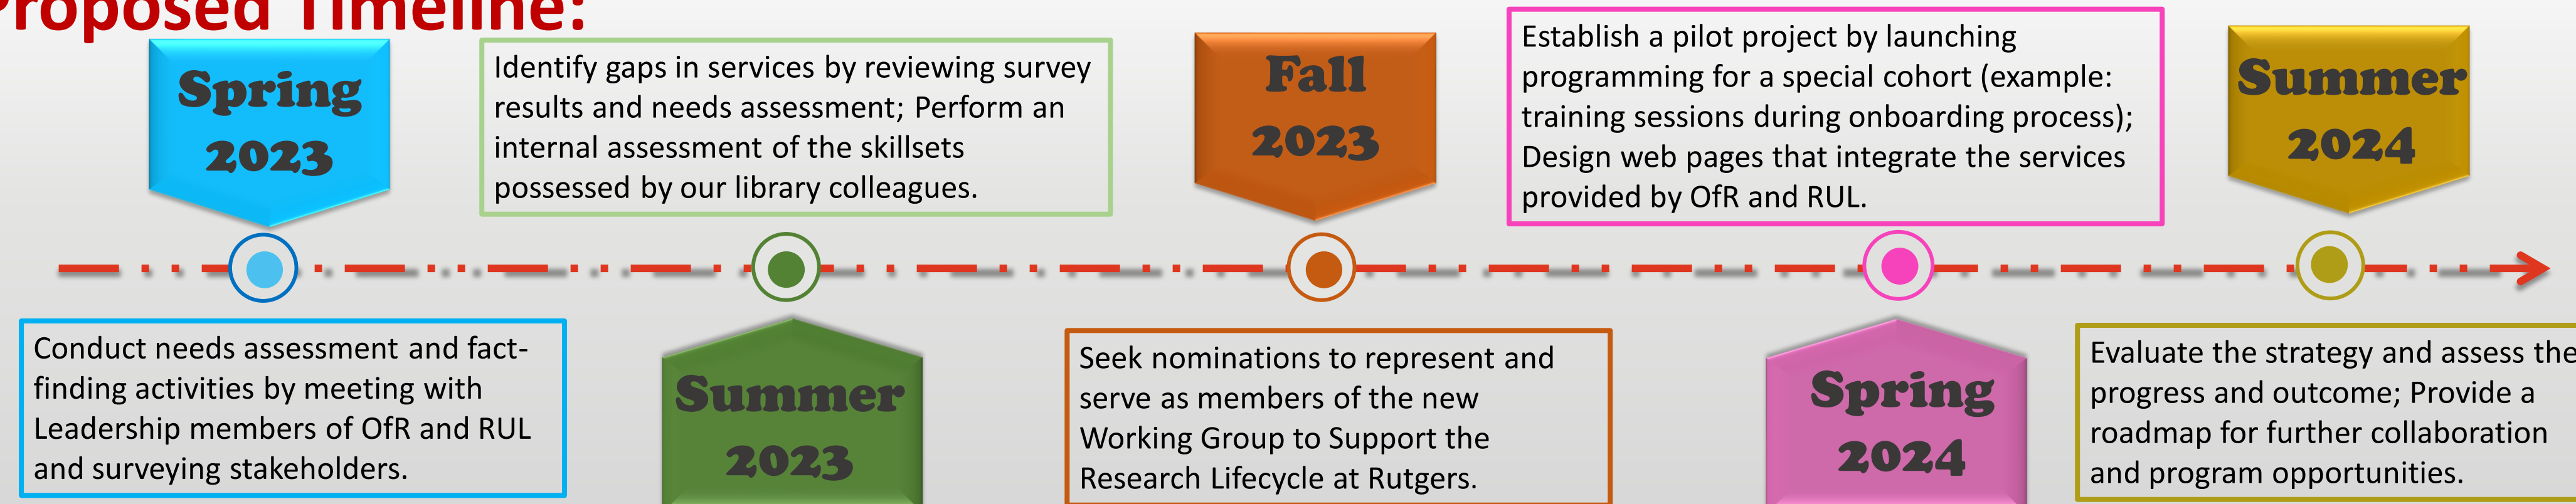 Proposed Timeline:
Spring
2023
Conduct needs assessment and fact-
finding activities by meeting with
Leadership members of OfR and RUL
and surveying stakeholders.
Identify gaps in services by reviewing survey
results and needs assessment; Perform an
internal assessment of the skillsets
possessed by our library colleagues.
Summer
2023
Fall
2023
Seek nominations to represent and
serve as members of the new
Working Group to Support the
Research Lifecycle at Rutgers.
Establish a pilot project by launching
programming for a special cohort (example:
training sessions during onboarding process);
Design web pages that integrate the services
provided by OfR and RUL.
Spring
2024
Summer
2024
Evaluate the strategy and assess the
progress and outcome; Provide a
roadmap for further collaboration
and program opportunities.